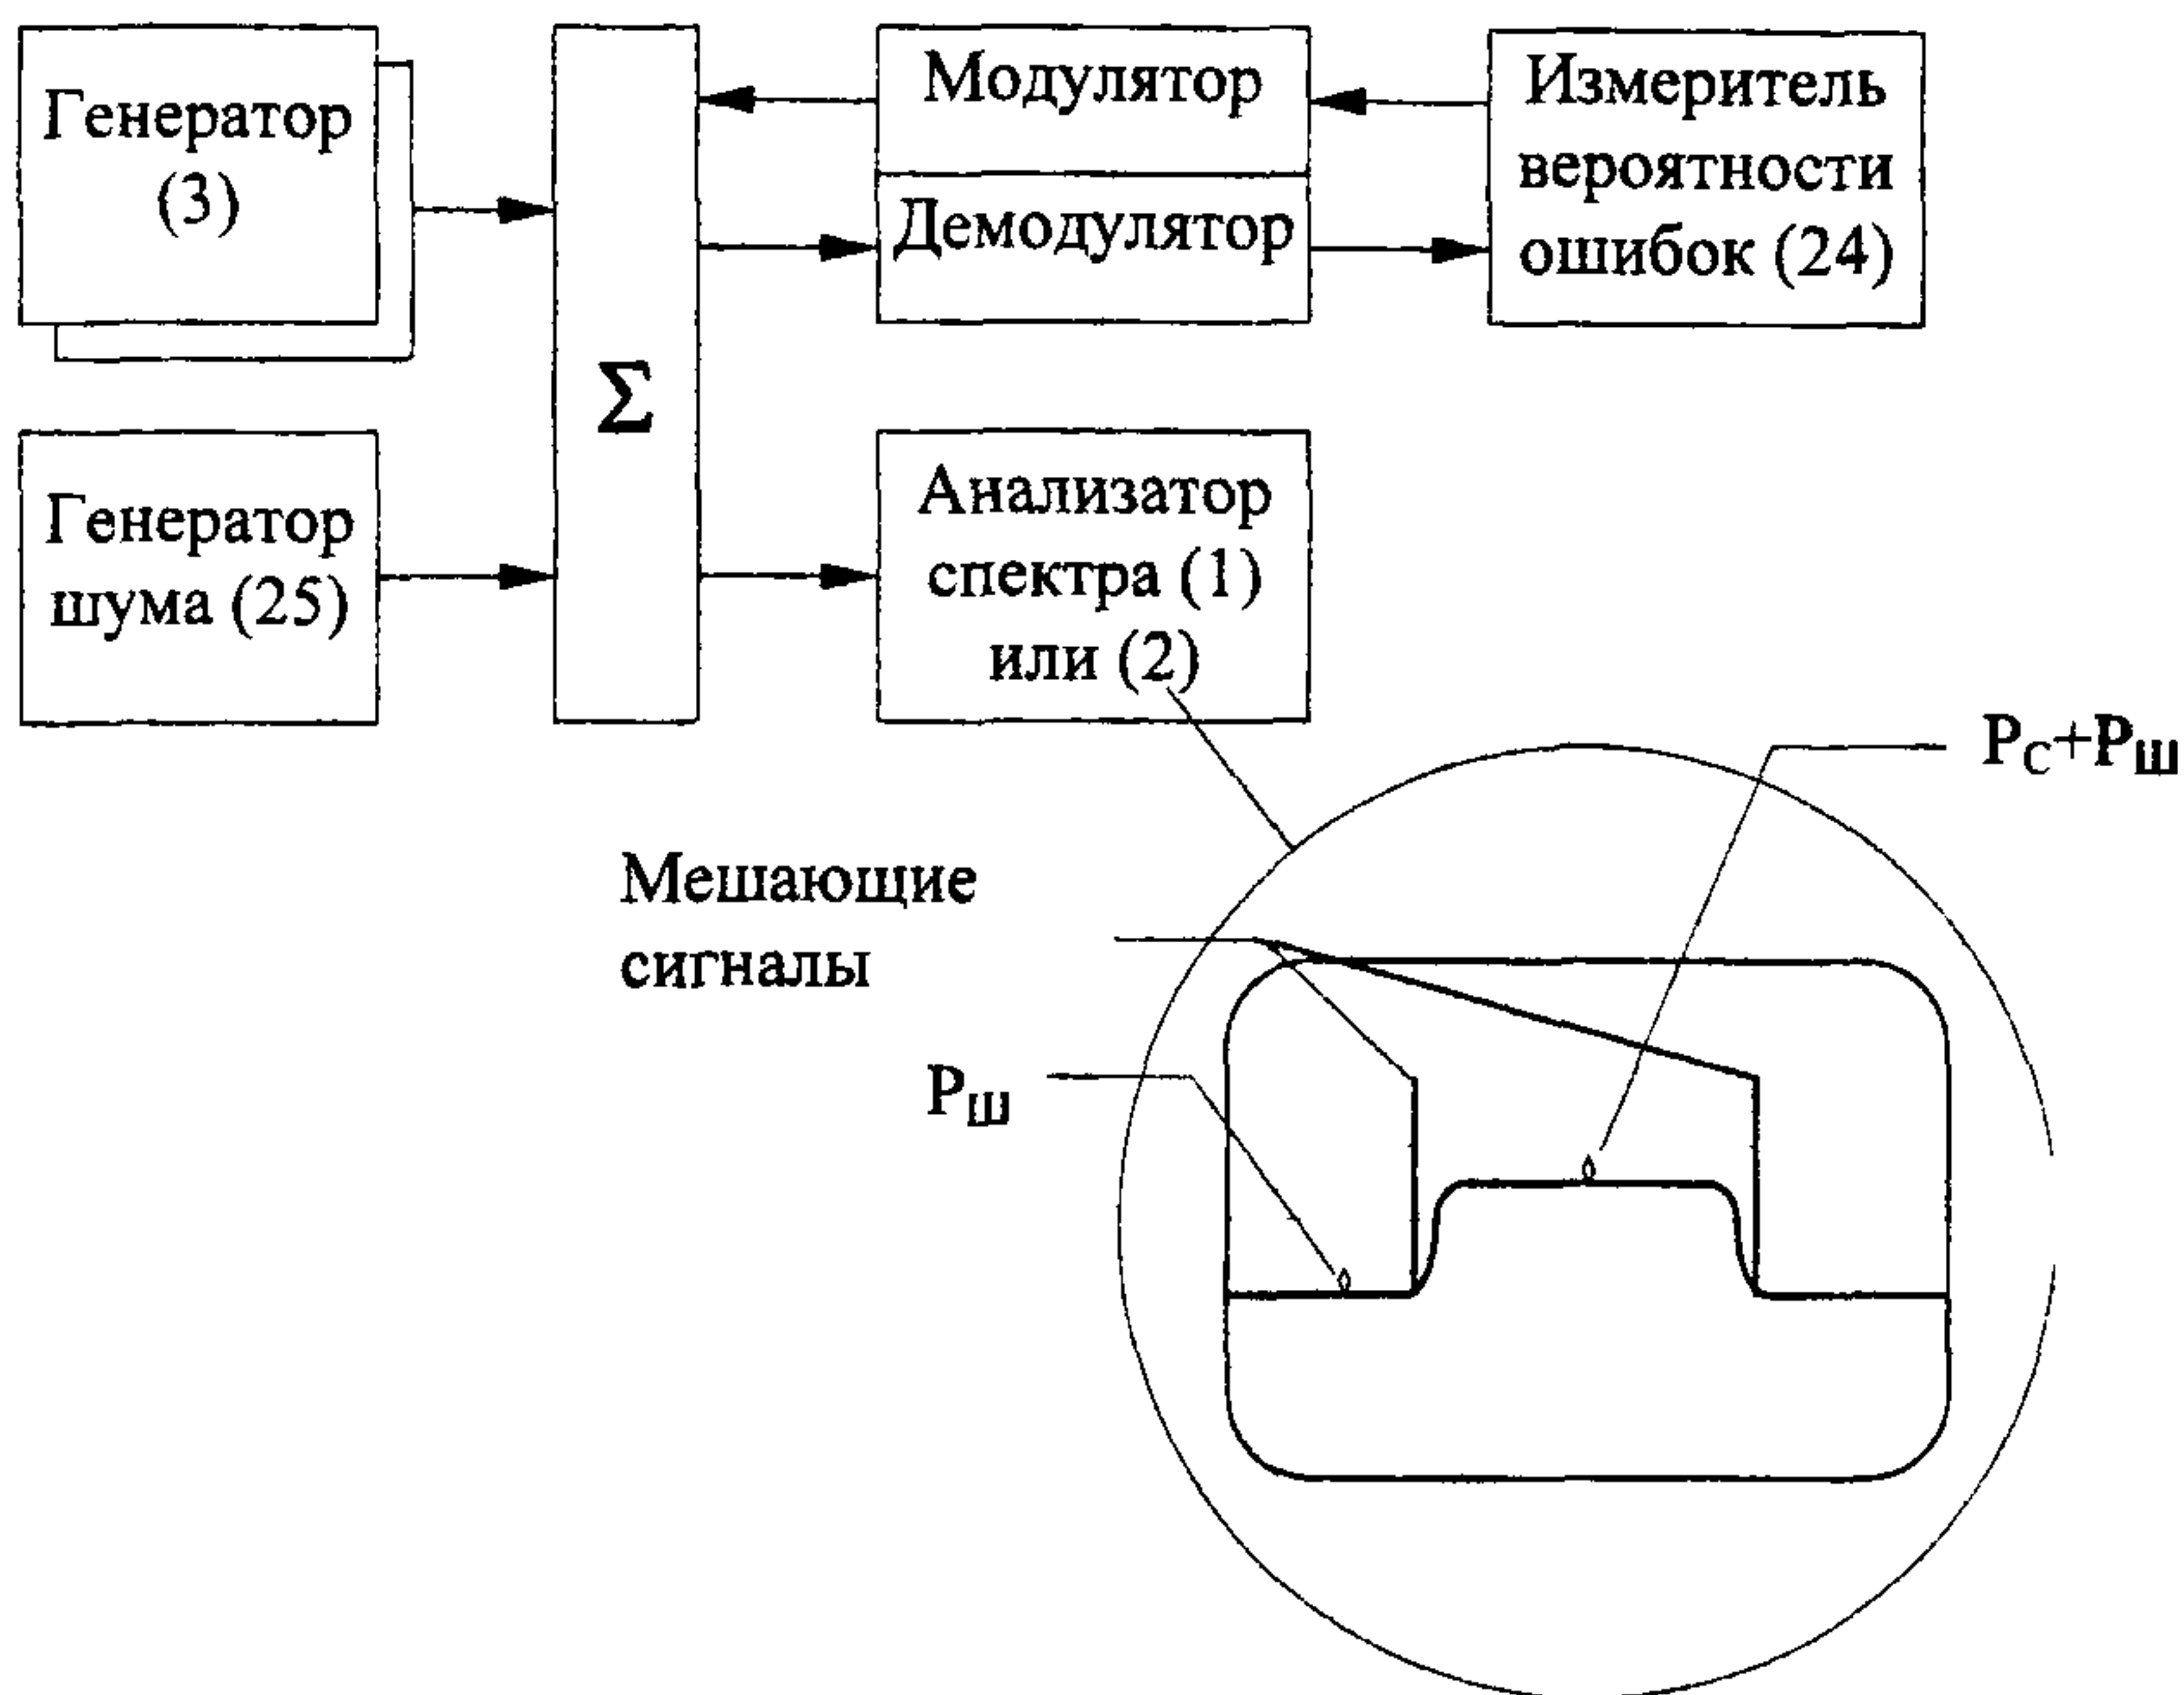 Генератор
(3)
Модулятор
Демодулятор
Измеритель
вероятности
ошибок (24)
Σ
Генератор
шума (25)
Анализатор
спектра (1)
или (2)
PС+PШ
Мешающие
сигналы
PШ